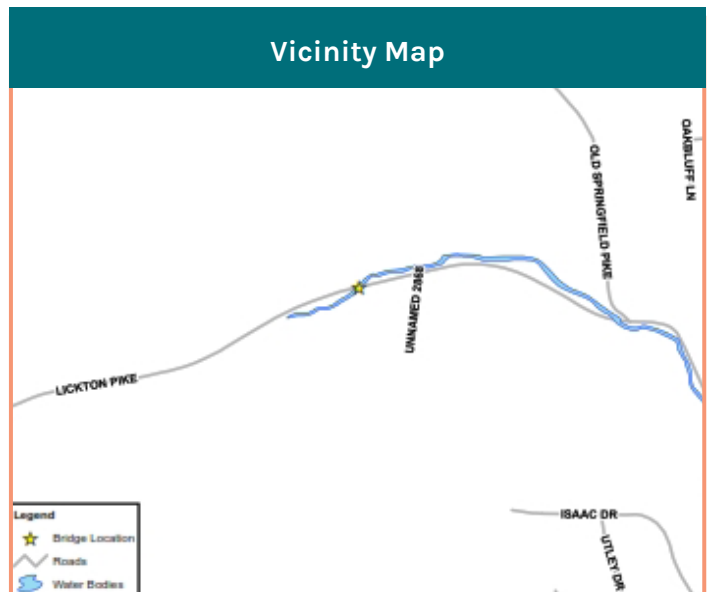 Vicinity Map
OAKBLUFF LN
OLD SPRINGFIELD PIKE
UNNAMED 2868
LICKTON PIKE
ISAAC DR
UTLEY DR
Legend
Bridge Location
Roads
Water Bodies